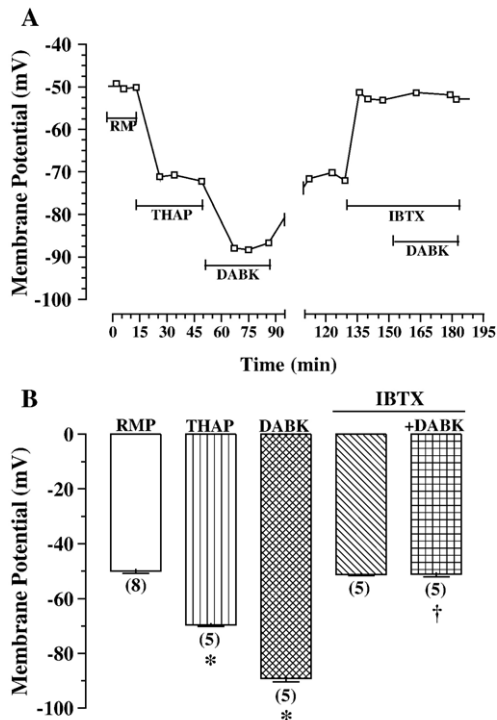 A
Membrane Potential (mV)
-40
-50
-60
-70
-80
-90
-100
RMP
THAP
DABK
IBTX
DABK
0 15 30 45 60 75 90 120 135 150 165 180 195
Time (min)
B
IBTX
RMP THAP DABK +DABK
Membrane Potential (mV)
0
-20
-40
-60
-80
-100
(8)
(5)
*
(5)
*
(5)
(5)
†